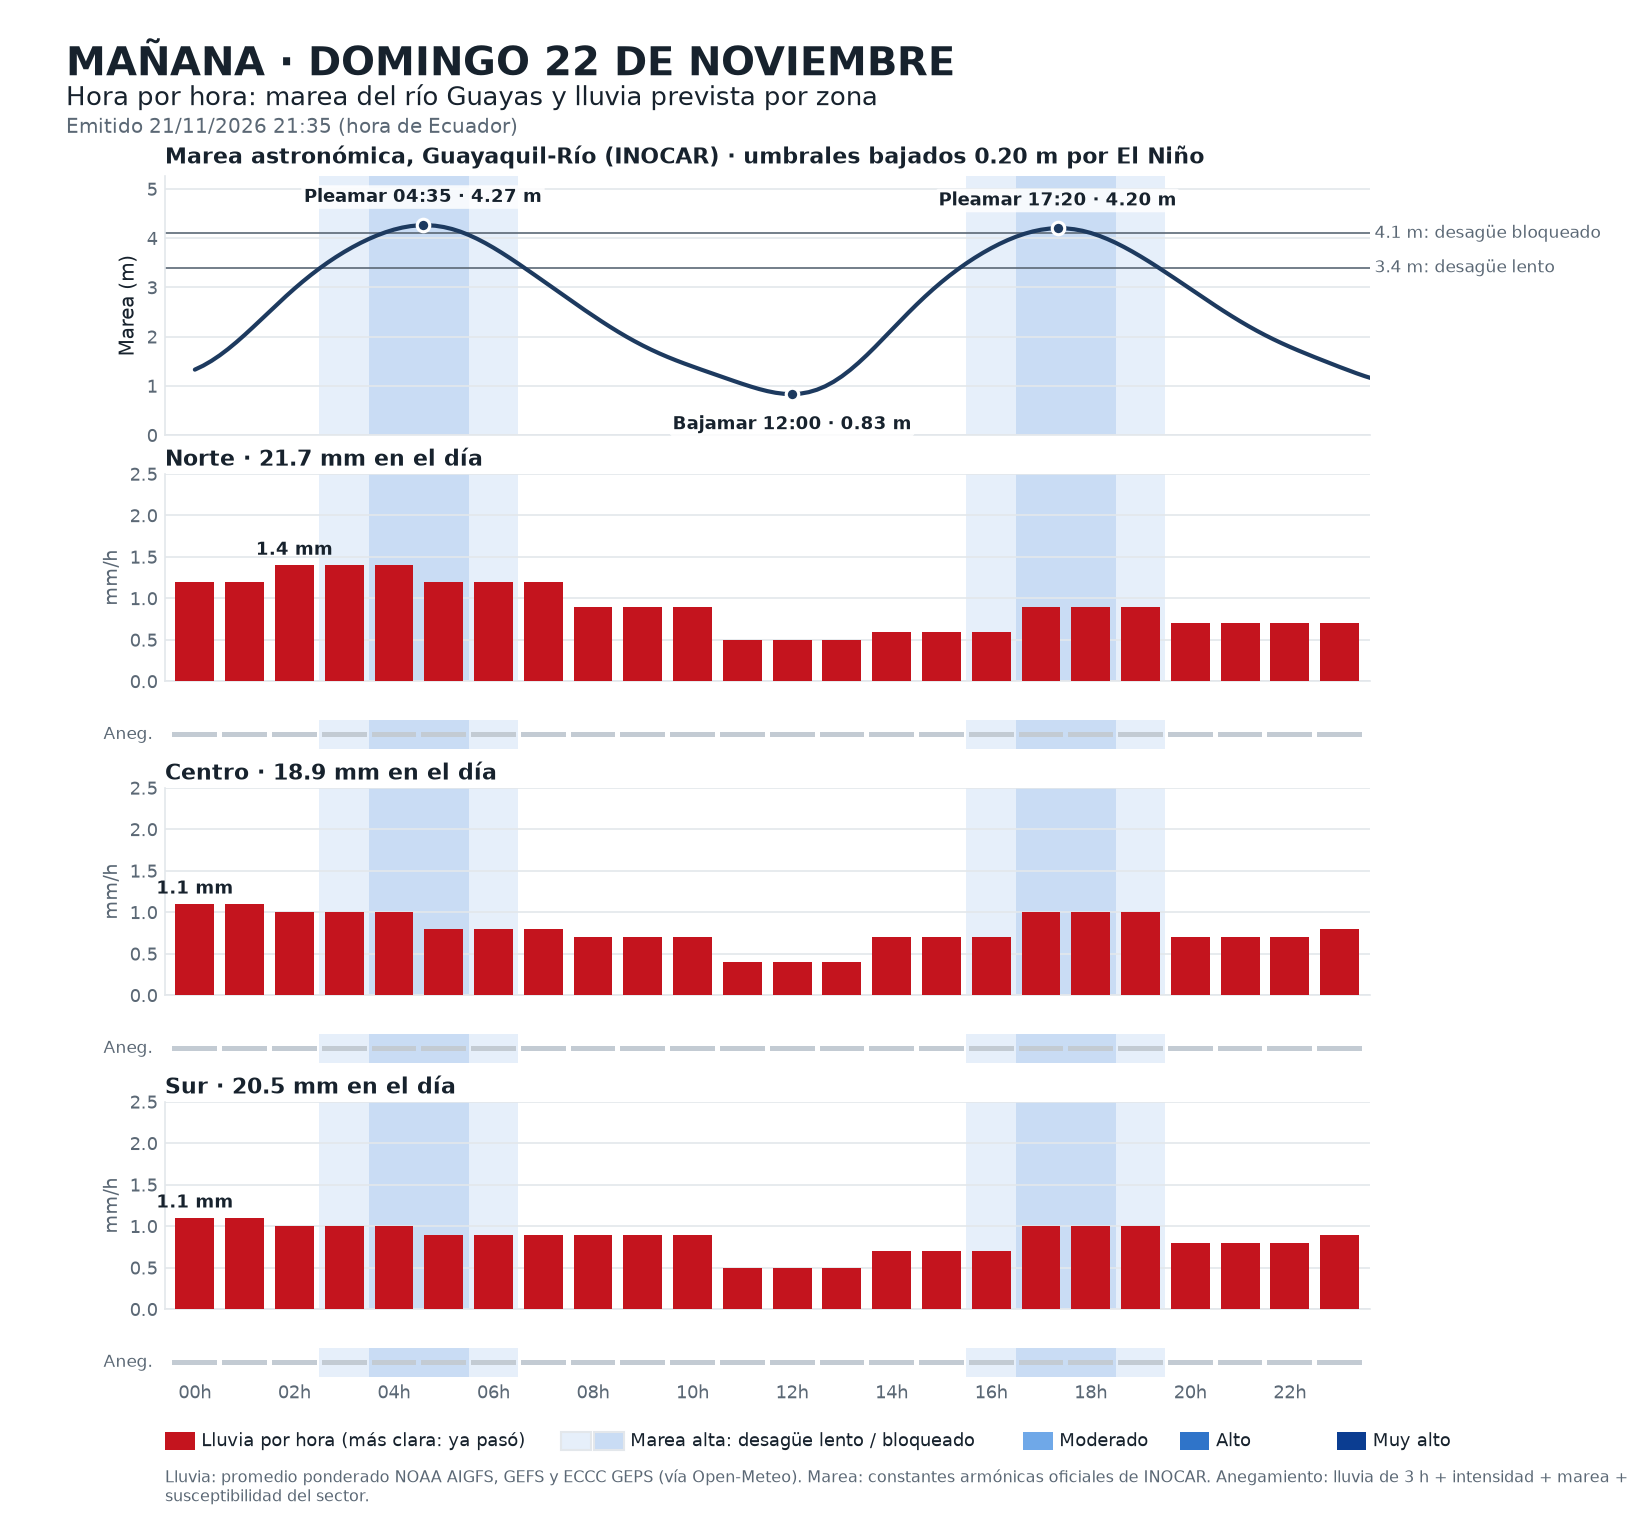 MAÑANA · DOMINGO 22 DE NOVIEMBRE
Hora por hora: marea del río Guayas y lluvia prevista por zona
Emitido 21/11/2026 21:35 (hora de Ecuador)
Marea astronómica, Guayaquil-Río (INOCAR) · umbrales bajados 0.20 m por El Niño
Marea (m)
5
4
3
2
1
0
Pleamar 04:35 · 4.27 m
Pleamar 17:20 · 4.20 m
Bajamar 12:00 · 0.83 m
4.1 m: desagüe bloqueado
3.4 m: desagüe lento
Norte · 21.7 mm en el día
mm/h
2.5
2.0
1.5
1.0
0.5
0.0
1.4 mm
Aneg.
Centro · 18.9 mm en el día
mm/h
2.5
2.0
1.5
1.0
0.5
0.0
1.1 mm
Aneg.
Sur · 20.5 mm en el día
mm/h
2.5
2.0
1.5
1.0
0.5
0.0
1.1 mm
Aneg.
00h 02h 04h 06h 08h 10h 12h 14h 16h 18h 20h 22h
Lluvia por hora (más clara: ya pasó) Marea alta: desagüe lento / bloqueado Moderado Alto Muy alto
Lluvia: promedio ponderado NOAA AIGFS, GEFS y ECCC GEPS (vía Open-Meteo). Marea: constantes armónicas oficiales de INOCAR. Anegamiento: lluvia de 3 h + intensidad + marea +
susceptibilidad del sector.